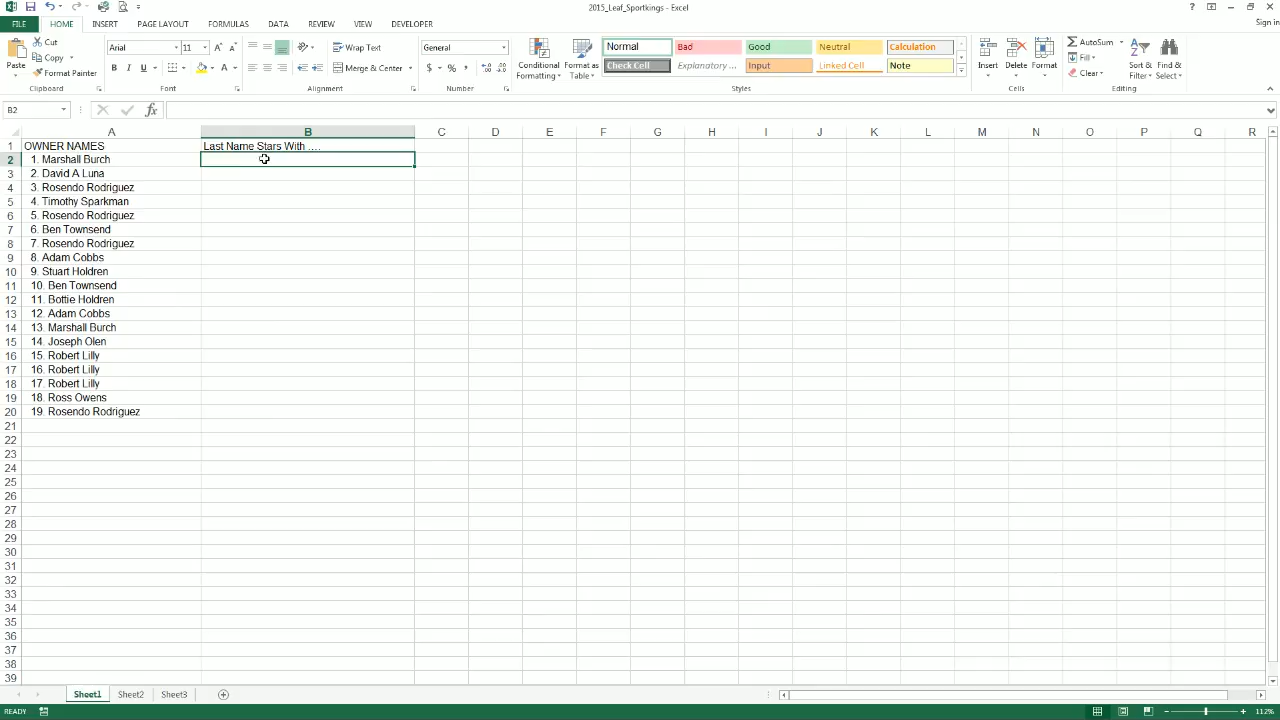 2015_Leaf_Sportkings - Excel
Sign in
FILE HOME INSERT PAGE LAYOUT FORMULAS DATA REVIEW VIEW DEVELOPER
Paste
Cut
Copy
Format Painter
Clipboard
Arial 11
B I U
Font
Wrap Text
Merge & Center
Alignment
General
$ % ,
Number
Conditional Formatting
Format as Table
Normal Bad Good Neutral Calculation
Check Cell Explanatory ... Input Linked Cell Note
Styles
Insert Delete Format
Cells
AutoSum
Fill
Clear
Sort & Filter
Find & Select
Editing
B2
fx
A B C D E F G H I J K L M N O P Q R
1 OWNER NAMES Last Name Stars With ....
2 1. Marshall Burch
3 2. David A Luna
4 3. Rosendo Rodriguez
5 4. Timothy Sparkman
6 5. Rosendo Rodriguez
7 6. Ben Townsend
8 7. Rosendo Rodriguez
9 8. Adam Cobbs
10 9. Stuart Holdren
11 10. Ben Townsend
12 11. Bottie Holdren
13 12. Adam Cobbs
14 13. Marshall Burch
15 14. Joseph Olen
16 15. Robert Lilly
17 16. Robert Lilly
18 17. Robert Lilly
19 18. Ross Owens
20 19. Rosendo Rodriguez
21
22
23
24
25
26
27
28
29
30
31
32
33
34
35
36
37
38
39
Sheet1 Sheet2 Sheet3
READY
112%